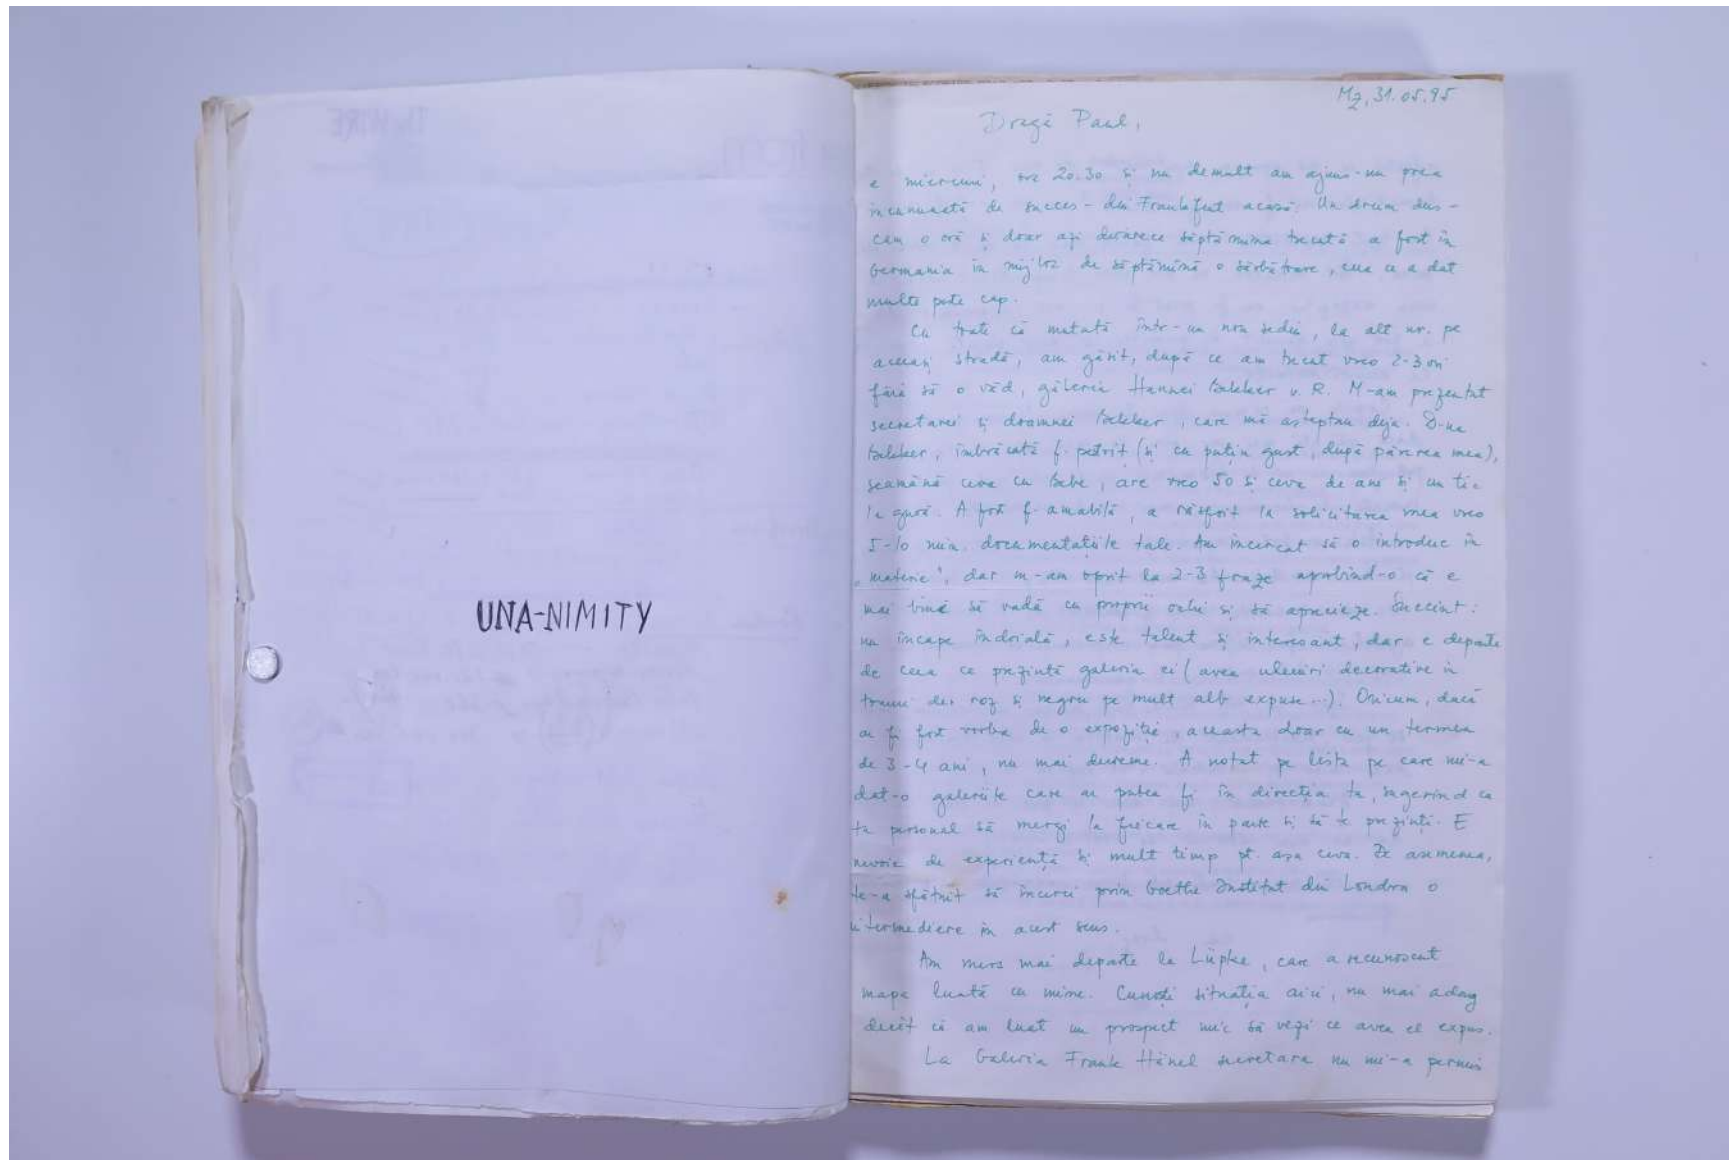 UNA-NIMITY
Mz, 31.05.95
Dragă Paul,
e miercuri, ora 20.30 și nu demult am ajuns - nu prea
încununată de succes - din Frankfurt acasă. Un drum dus -
cam o oră și doar azi deoarece săptămîna trecută a fost în
Germania în mijloc de săptămînă o sărbătoare, ceea ce a dat
multe peste cap.
Cu toate că mutată într-un nou sediu, la alt nr. pe
aceeași stradă, am găsit, după ce am trecut vreo 2-3 ori
fără să o văd, galeria Hannei Bekker v. R. M-am prezentat
secretarei și doamnei Bekker, care mă așteptau deja. D-na
Bekker, îmbrăcată f. (și cu puțin gust, după părerea mea),
seamănă ceva cu Bebe, are vreo 50 și ceva de ani și un tic
la gură. A fost f. amabilă, a răsfoit la solicitarea mea vreo
5-10 min. documentațiile tale. Am încercat să o introduc în
„materie", dar m-am oprit la 2-3 fraze aprobînd-o că e
mai bine să vadă cu proprii ochi și să aprecieze. Succint:
nu încape îndoială, este talent și interesant, dar e departe
de ceea ce prezintă galeria ei (avea uleiuri decorative în
tonuri de roz și negru pe mult alb expuse...). Oricum, dacă
ar fi fost vorba de o expoziție, aceasta doar cu un termen
de 3-4 ani, nu mai devreme. A notat pe lista pe care mi-a
dat-o galeriile care ar putea fi în direcția ta, sugerînd ca
tu personal să mergi la fiecare în parte și să te prezinți. E
nevoie de experiență și mult timp pt. așa ceva. De asemenea,
te-a sfătuit să încerci prin Goethe Institut din Londra o
intermediere în acest sens.
Am mers mai departe la Lüpke, care a recunoscut
mapa luată cu mine. Cunoști situația aici, nu mai adaug
decît că am luat un prospect mic să vezi ce avea el expus.
La Galeria Frank Hänel secretara nu mi-a permis